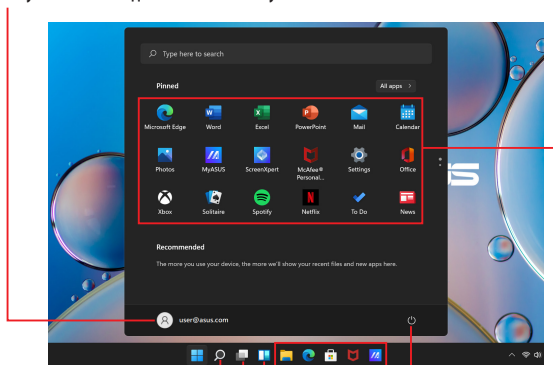 Type here to search
Pinned
All apps >
Microsoft Edge Word Excel PowerPoint Mail Calendar
Photos MyASUS ScreenXpert McAfee® Personal... Settings Office
Xbox Solitaire Spotify Netflix To Do News
Recommended
The more you use your device, the more we'll show your recent files and new apps here.
user@asus.com